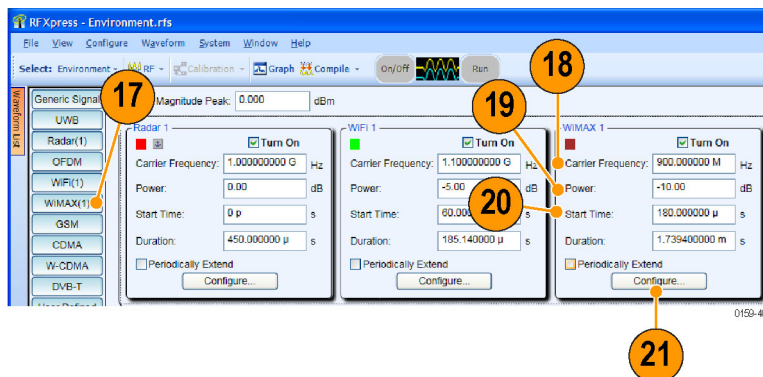 RFXpress - Environment.rfs
File View Configure Waveform System Window Help
Select: Environment RF Calibration Graph Compile On/Off Run
Waveform List
Generic Signal
Magnitude Peak: 0.000 dBm
17
18
19
20
21
UWB
Radar(1)
OFDM
WiFi(1)
WiMAX(1)
GSM
CDMA
W-CDMA
DVB-T
Radar 1
Turn On
Carrier Frequency: 1.000000000 G Hz
Power: 0.00 dB
Start Time: 0 p s
Duration: 450.000000 µ s
Periodically Extend
Configure...
WiFi 1
Turn On
Carrier Frequency: 1.100000000 G Hz
Power: -5.00 dB
Start Time: 60.000 s
Duration: 185.140000 µ s
Periodically Extend
Configure...
WiMAX 1
Turn On
Carrier Frequency: 900.000000 M Hz
Power: -10.00 dB
Start Time: 180.000000 µ s
Duration: 1.739400000 m s
Periodically Extend
Configure...